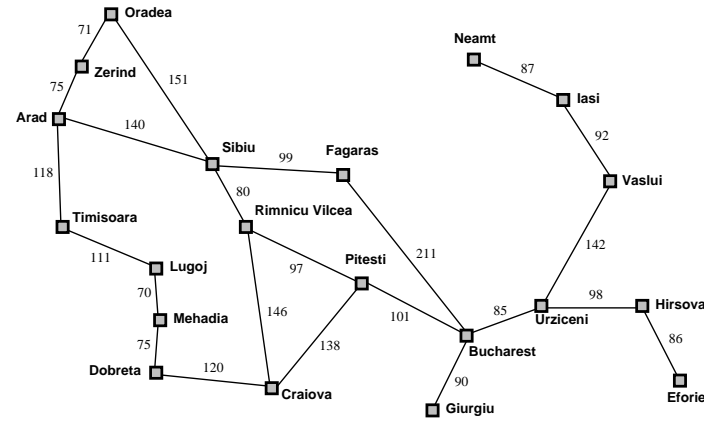 Oradea
71
Neamt
87
Zerind
75
151
Iasi
Arad
140
92
Sibiu
99
Fagaras
118
80
Vaslui
Rimnicu Vilcea
Timisoara
142
111
Lugoj
97
Pitesti
211
70
98
Hirsova
85
Urziceni
146
101
Mehadia
138
86
Bucharest
75
120
Dobreta
90
Craiova
Eforie
Giurgiu